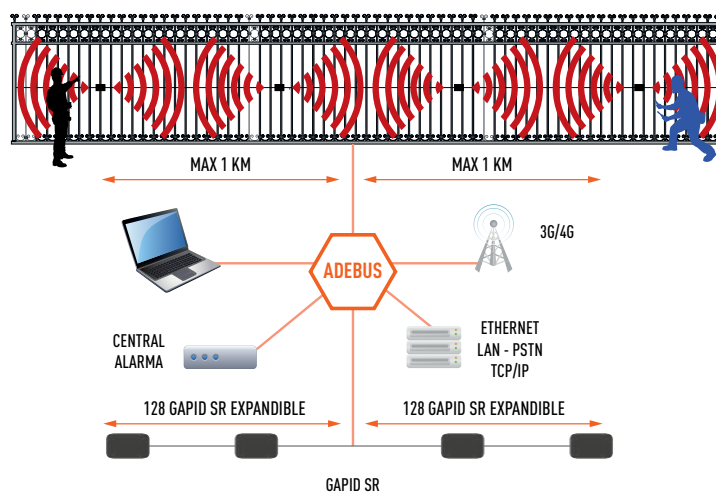 MAX 1 KM
MAX 1 KM
3G/4G
ADEBUS
CENTRAL
ALARMA
ETHERNET
LAN - PSTN
TCP/IP
128 GAPID SR EXPANDIBLE
128 GAPID SR EXPANDIBLE
GAPID SR